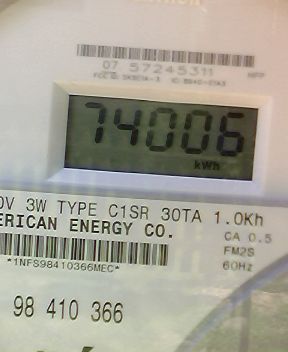 07 57245311
74006
kWh
0V 3W TYPE C1SR 30TA 1.0Kh
ERICAN ENERGY CO.
CA 0.5
FM2S
60Hz
*1NFS98410366MEC*
98 410 366